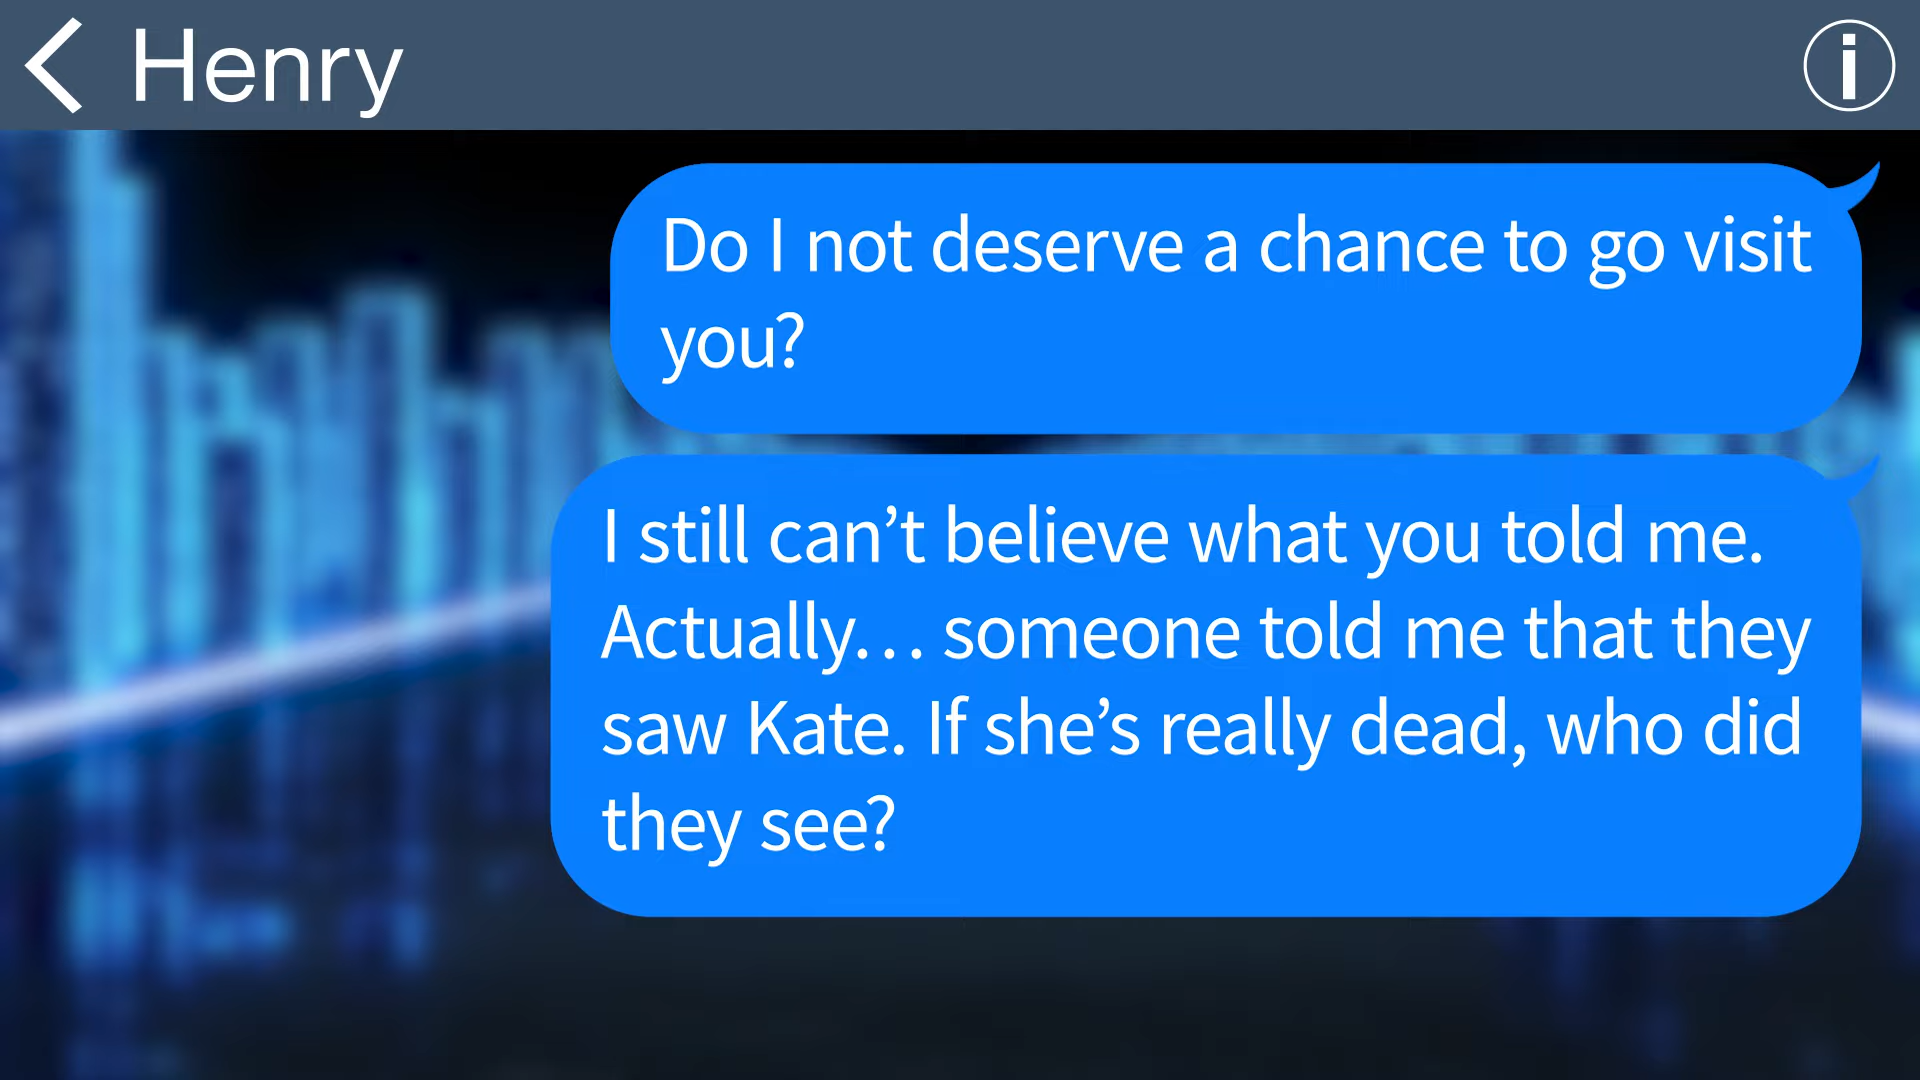 Henry
Do I not deserve a chance to go visit
you?
I still can’t believe what you told me.
Actually… someone told me that they
saw Kate. If she’s really dead, who did
they see?